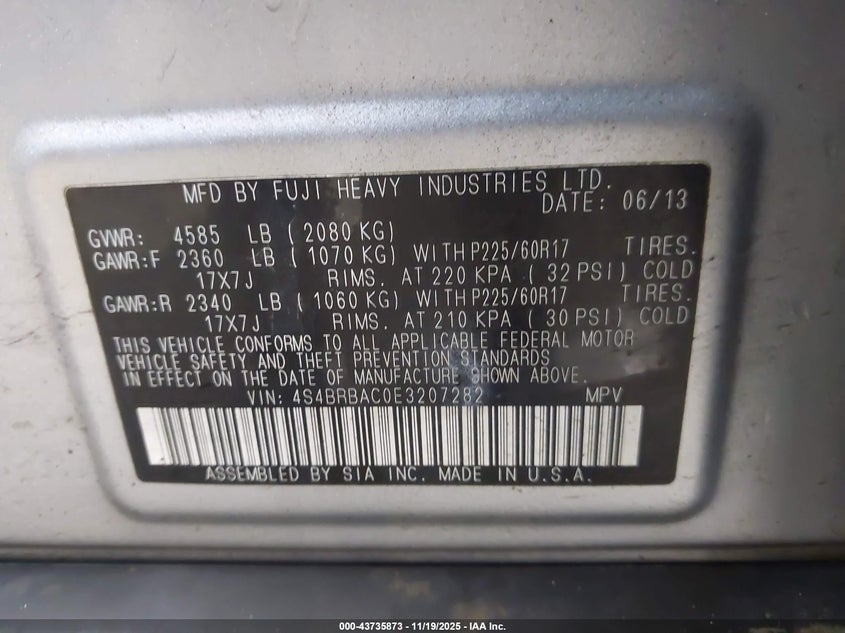 MFD BY FUJI HEAVY INDUSTRIES LTD.
DATE: 06/13
GVWR: 4585 LB ( 2080 KG)
GAWR:F 2360 LB ( 1070 KG) WITH P225/60R17 TIRES.
17X7J RIMS. AT 220 KPA ( 32 PSI) COLD
GAWR:R 2340 LB ( 1060 KG) WITH P225/60R17 TIRES.
17X7J RIMS. AT 210 KPA ( 30 PSI) COLD
THIS VEHICLE CONFORMS TO ALL APPLICABLE FEDERAL MOTOR
VEHICLE SAFETY AND THEFT PREVENTION STANDARDS
IN EFFECT ON THE DATE OF MANUFACTURE SHOWN ABOVE.
VIN: 4S4BRBAC0E3207282 MPV
ASSEMBLED BY SIA INC. MADE IN U.S.A.
000-43735873 - 11/19/2025 - IAA Inc.